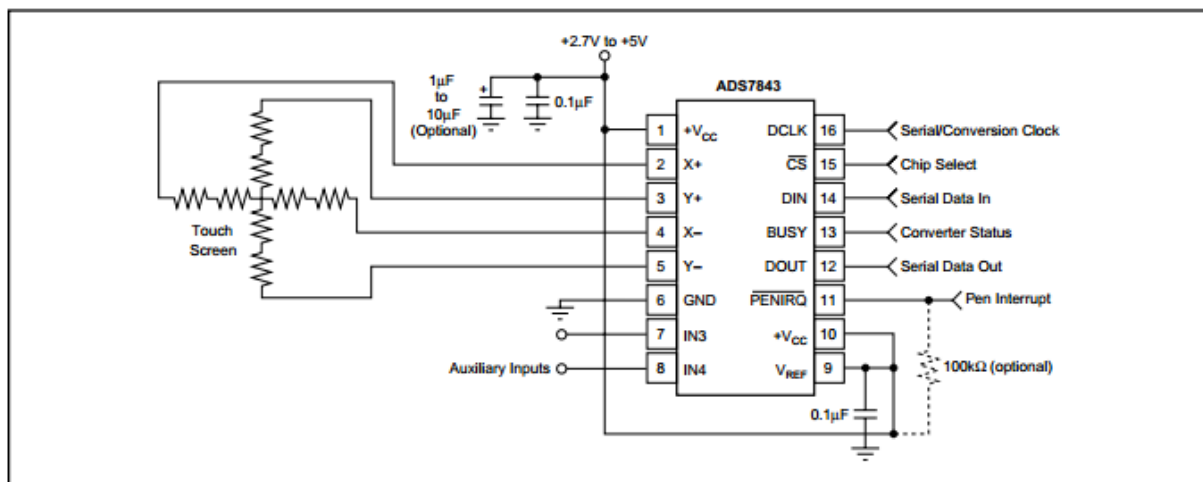 +2.7V to +5V
1µF
to
10µF
(Optional)
0.1µF
ADS7843
1 +VCC DCLK 16 Serial/Conversion Clock
2 X+ CS 15 Chip Select
3 Y+ DIN 14 Serial Data In
4 X– BUSY 13 Converter Status
5 Y– DOUT 12 Serial Data Out
6 GND PENIRQ 11 Pen Interrupt
7 IN3 +VCC 10
8 IN4 VREF 9
Touch
Screen
Auxiliary Inputs
100kΩ (optional)
0.1µF